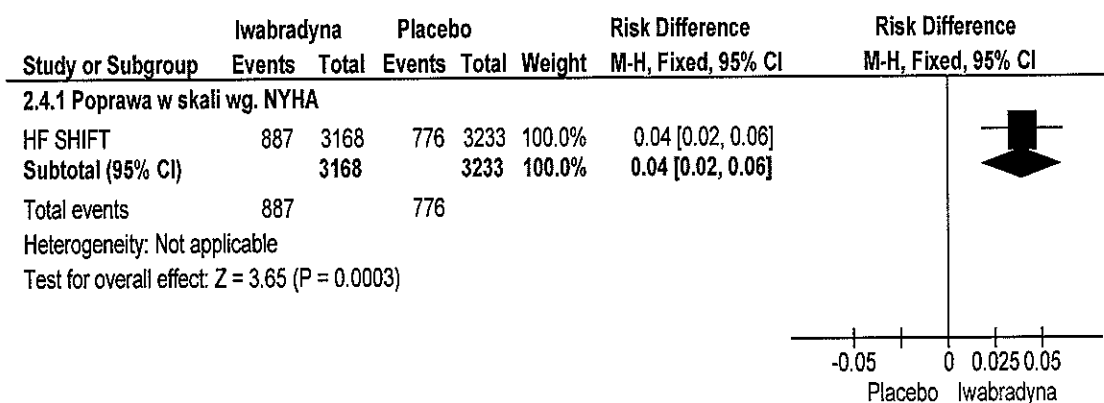 Iwabradyna Placebo Risk Difference Risk Difference
Study or Subgroup Events Total Events Total Weight M-H, Fixed, 95% CI M-H, Fixed, 95% CI
2.4.1 Poprawa w skali wg. NYHA
HF SHIFT 887 3168 776 3233 100.0% 0.04 [0.02, 0.06]
Subtotal (95% CI) 3168 3233 100.0% 0.04 [0.02, 0.06]
Total events 887 776
Heterogeneity: Not applicable
Test for overall effect: Z = 3.65 (P = 0.0003)
-0.05 0 0.025 0.05
Placebo Iwabradyna